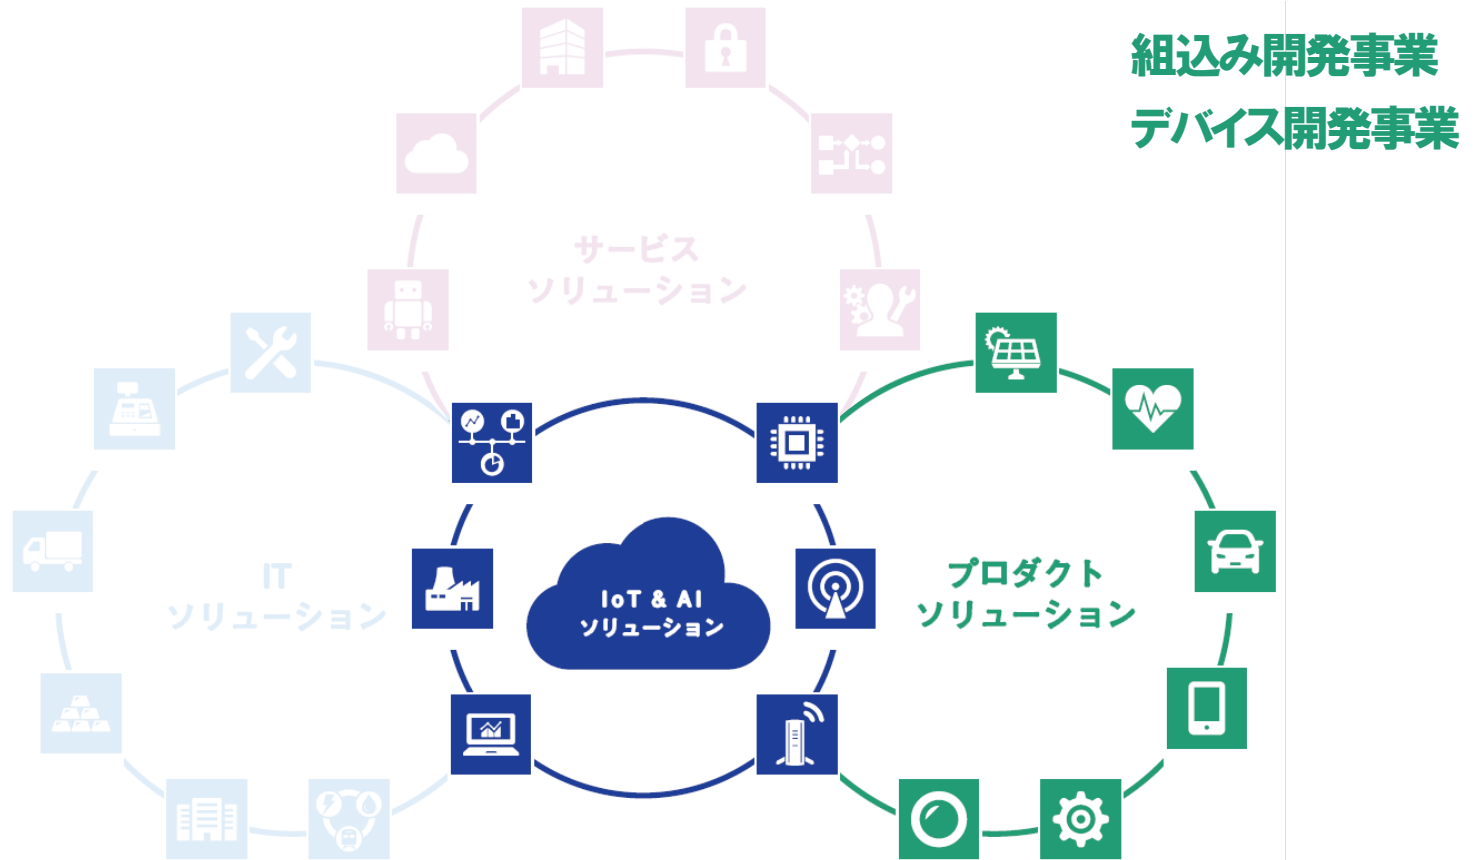 組込み開発事業
デバイス開発事業
サービス
ソリューション
IT
ソリューション
IoT & AI
ソリューション
プロダクト
ソリューション